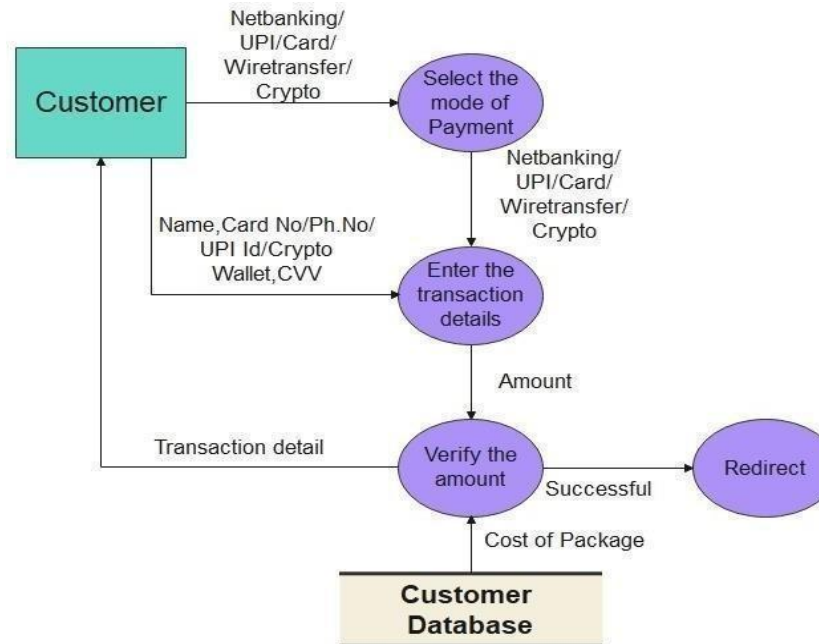 Netbanking/
UPI/Card/
Wiretransfer/
Crypto
Customer
Select the
mode of
Payment
Netbanking/
UPI/Card/
Wiretransfer/
Crypto
Name,Card No/Ph.No/
UPI Id/Crypto
Wallet,CVV
Enter the
transaction
details
Amount
Transaction detail
Verify the
amount
Successful
Redirect
Cost of Package
Customer
Database